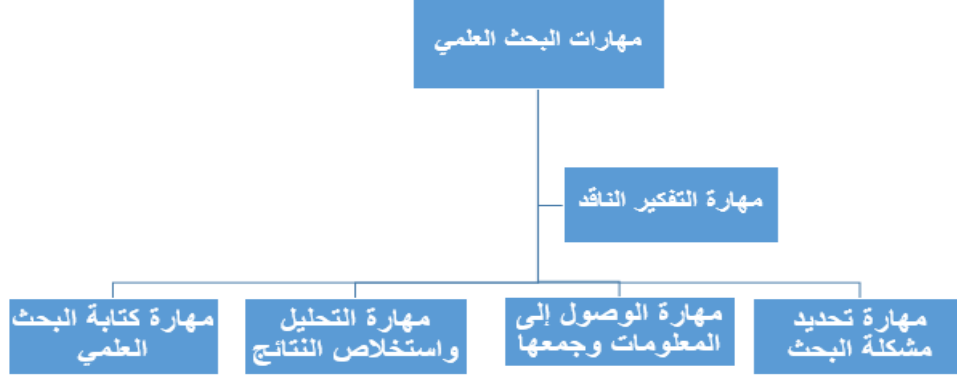 مهارات البحث العلمي
مهارة التفكير الناقد
مهارة تحديد
مشكلة البحث
مهارة الوصول إلى
المعلومات وجمعها
مهارة التحليل
واستخلاص النتائج
مهارة كتابة البحث
العلمي